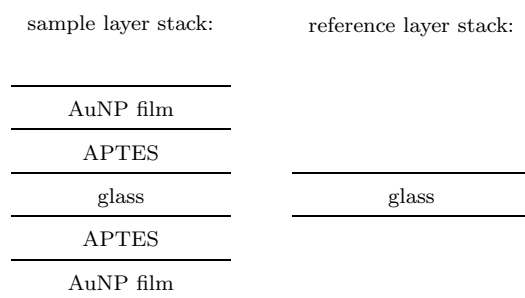 sample layer stack:
AuNP film
APTES
glass
APTES
AuNP film
reference layer stack:
glass